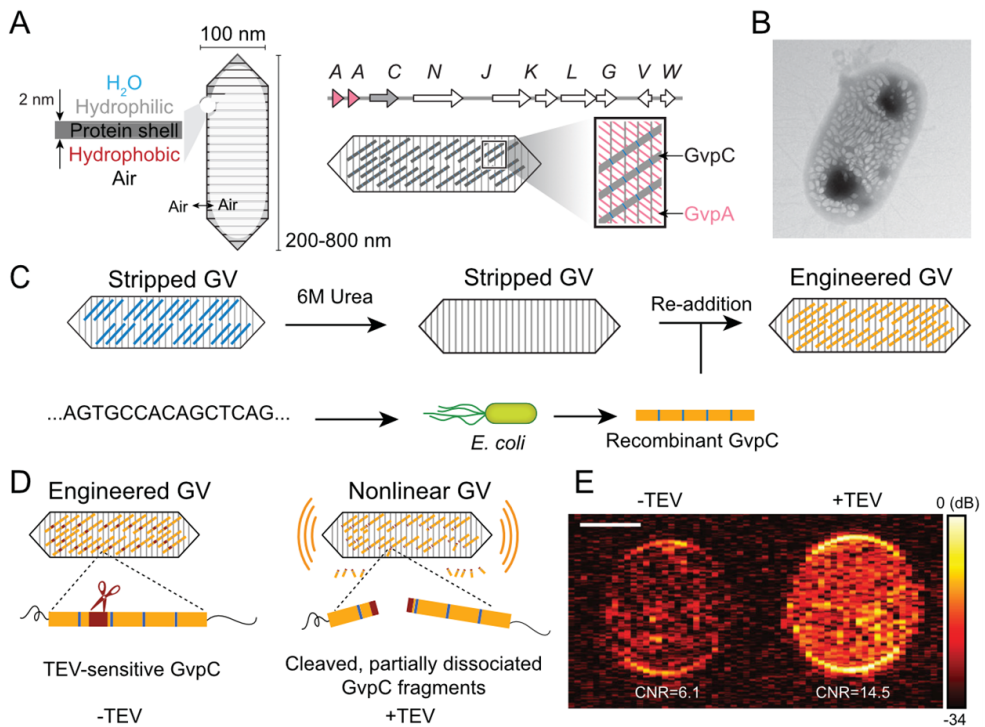 A
100 nm
H2O
2 nm
Hydrophilic
Protein shell
Hydrophobic
Air
Air
Air
200-800 nm
A A C N J K L G V W
GvpC
GvpA
B
C
Stripped GV
6M Urea
Stripped GV
Re-addition
Engineered GV
...AGTGCCACAGCTCAG...
E. coli
Recombinant GvpC
D
Engineered GV
Nonlinear GV
TEV-sensitive GvpC
Cleaved, partially dissociated
GvpC fragments
-TEV
+TEV
E
-TEV
+TEV
0 (dB)
CNR=6.1
CNR=14.5
-34